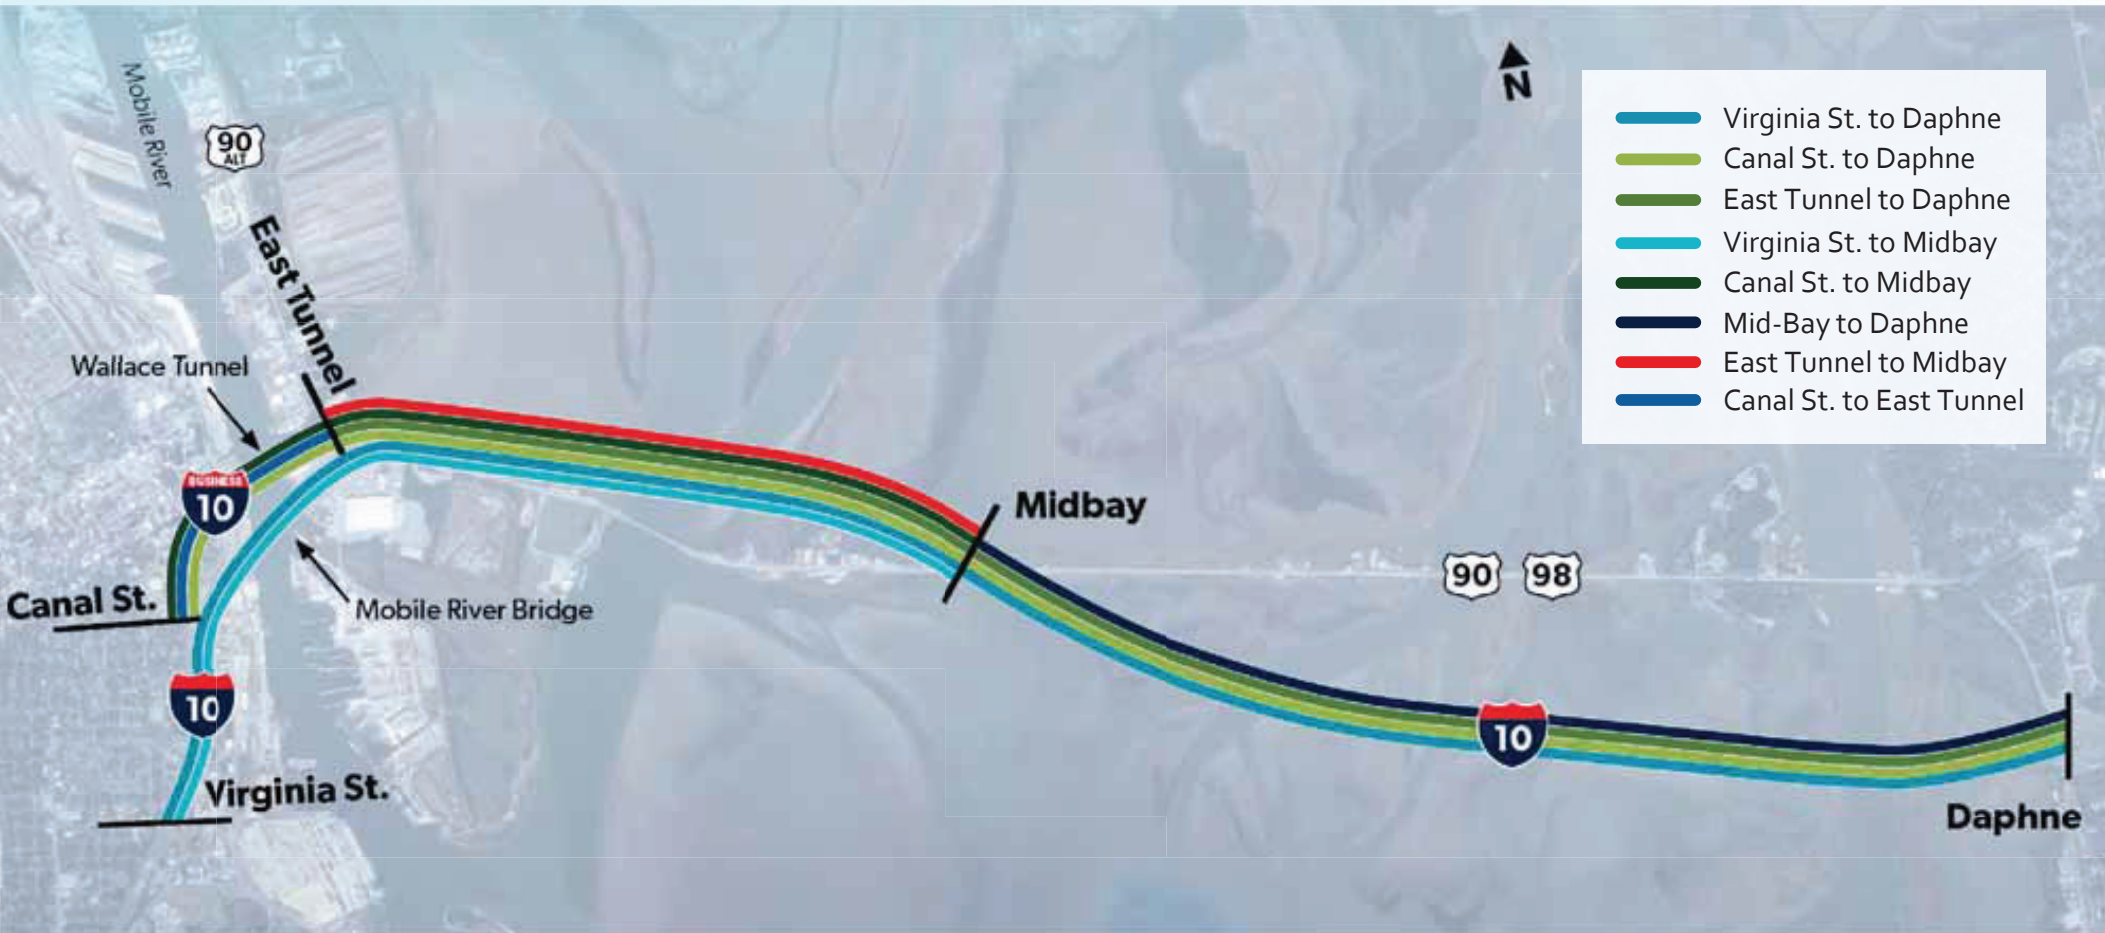 Mobile River
90
ALT
N
East Tunnel
Wallace Tunnel
BUSINESS
10
Canal St.
Mobile River Bridge
10
Virginia St.
Midbay
90
98
10
Daphne
Virginia St. to Daphne
Canal St. to Daphne
East Tunnel to Daphne
Virginia St. to Midbay
Canal St. to Midbay
Mid-Bay to Daphne
East Tunnel to Midbay
Canal St. to East Tunnel